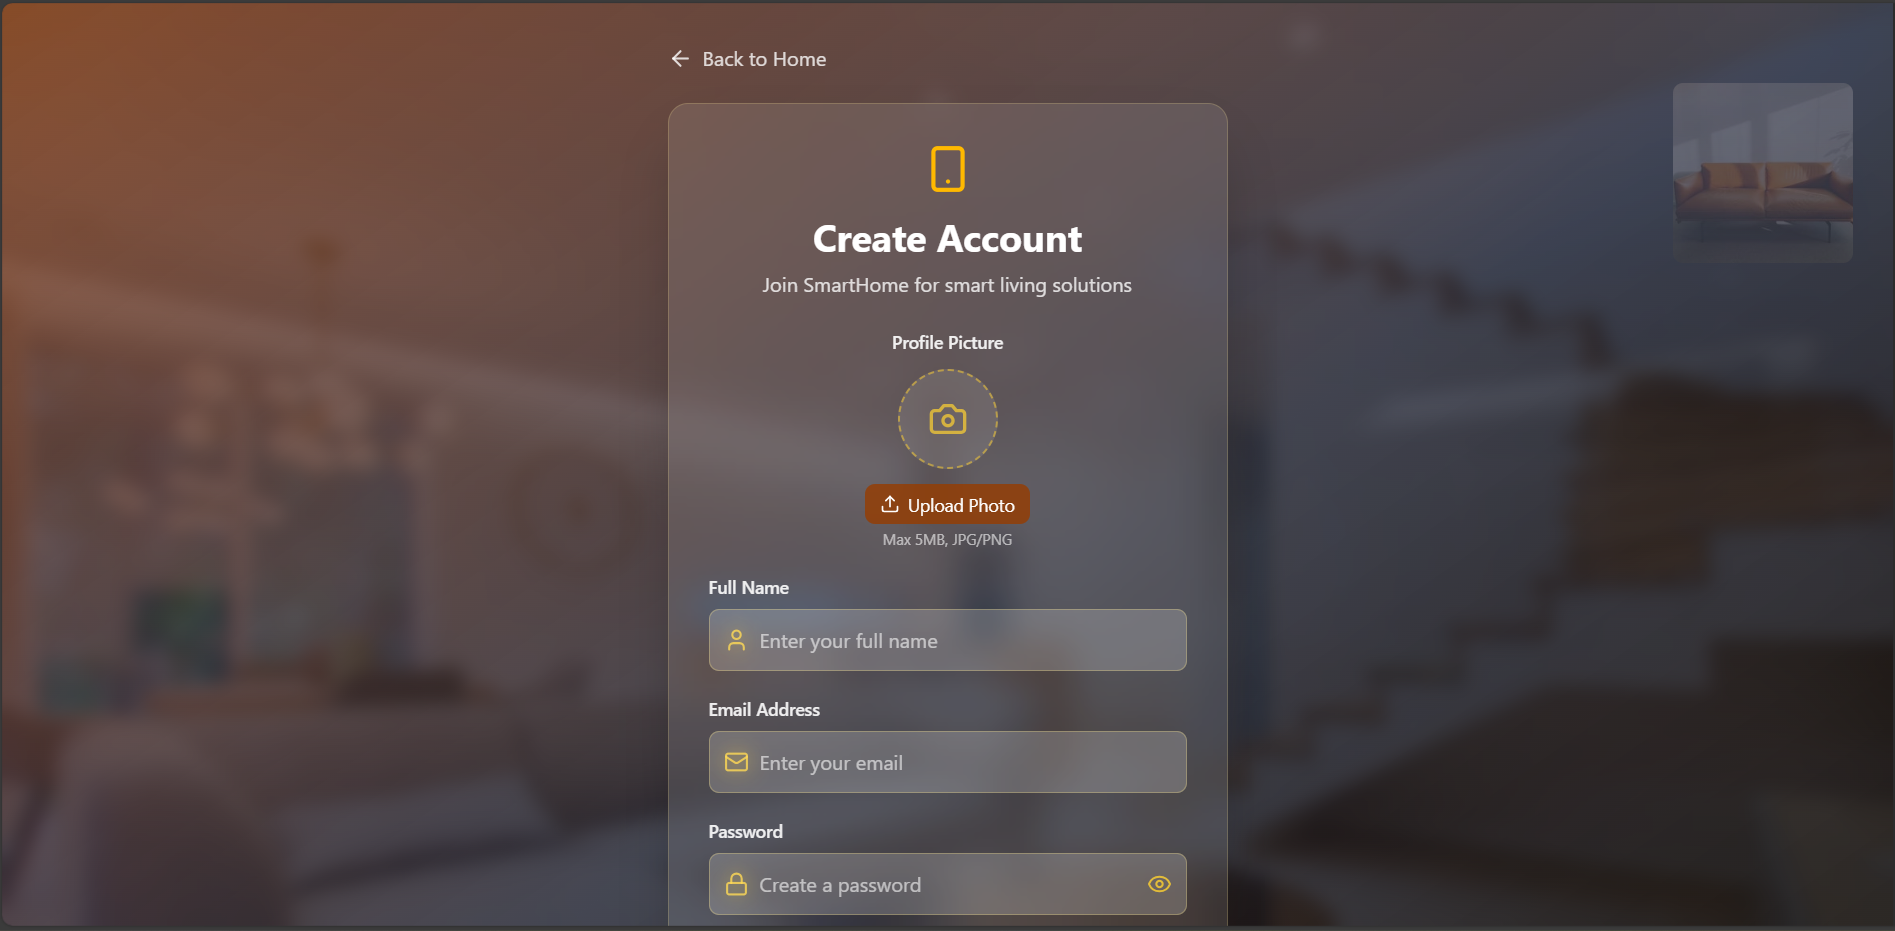 Back to Home
Create Account
Join SmartHome for smart living solutions
Profile Picture
Upload Photo
Max 5MB, JPG/PNG
Full Name
Enter your full name
Email Address
Enter your email
Password
Create a password